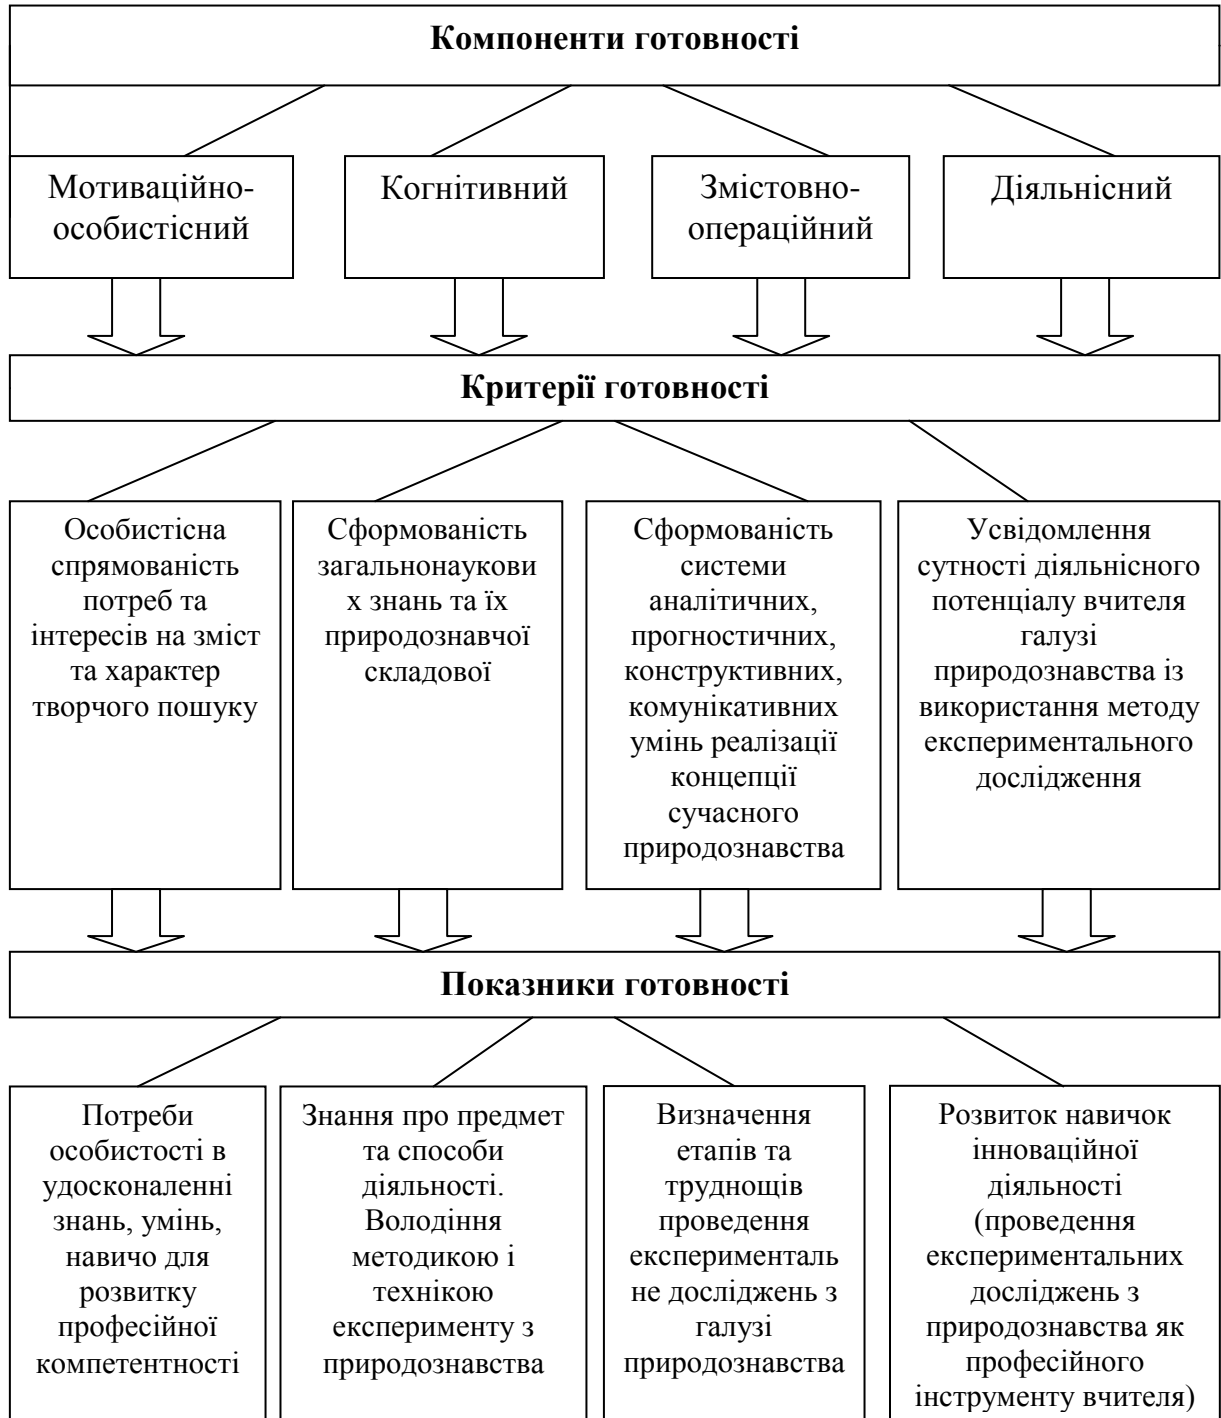 Компоненти готовності
Мотиваційно-
особистісний
Когнітивний
Змістовно-
операційний
Діяльнісний
Критерії готовності
Особистісна
спрямованість
потреб та
інтересів на зміст
та характер
творчого пошуку
Сформованість
загальнонаукови
х знань та їх
природознавчої
складової
Сформованість
системи
аналітичних,
прогностичних,
конструктивних,
комунікативних
умінь реалізації
концепції
сучасного
природознавства
Усвідомлення
сутності діяльнісного
потенціалу вчителя
галузі
природознавства із
використання методу
експериментального
дослідження
Показники готовності
Потреби
особистості в
удосконаленні
знань, умінь,
навичо для
розвитку
професійної
компетентності
Знання про предмет
та способи
діяльності.
Володіння
методикою і
технікою
експерименту з
природознавства
Визначення
етапів та
труднощів
проведення
експерименталь
не досліджень з
галузі
природознавства
Розвиток навичок
інноваційної
діяльності
(проведення
експериментальних
досліджень з
природознавства як
професійного
інструменту вчителя)